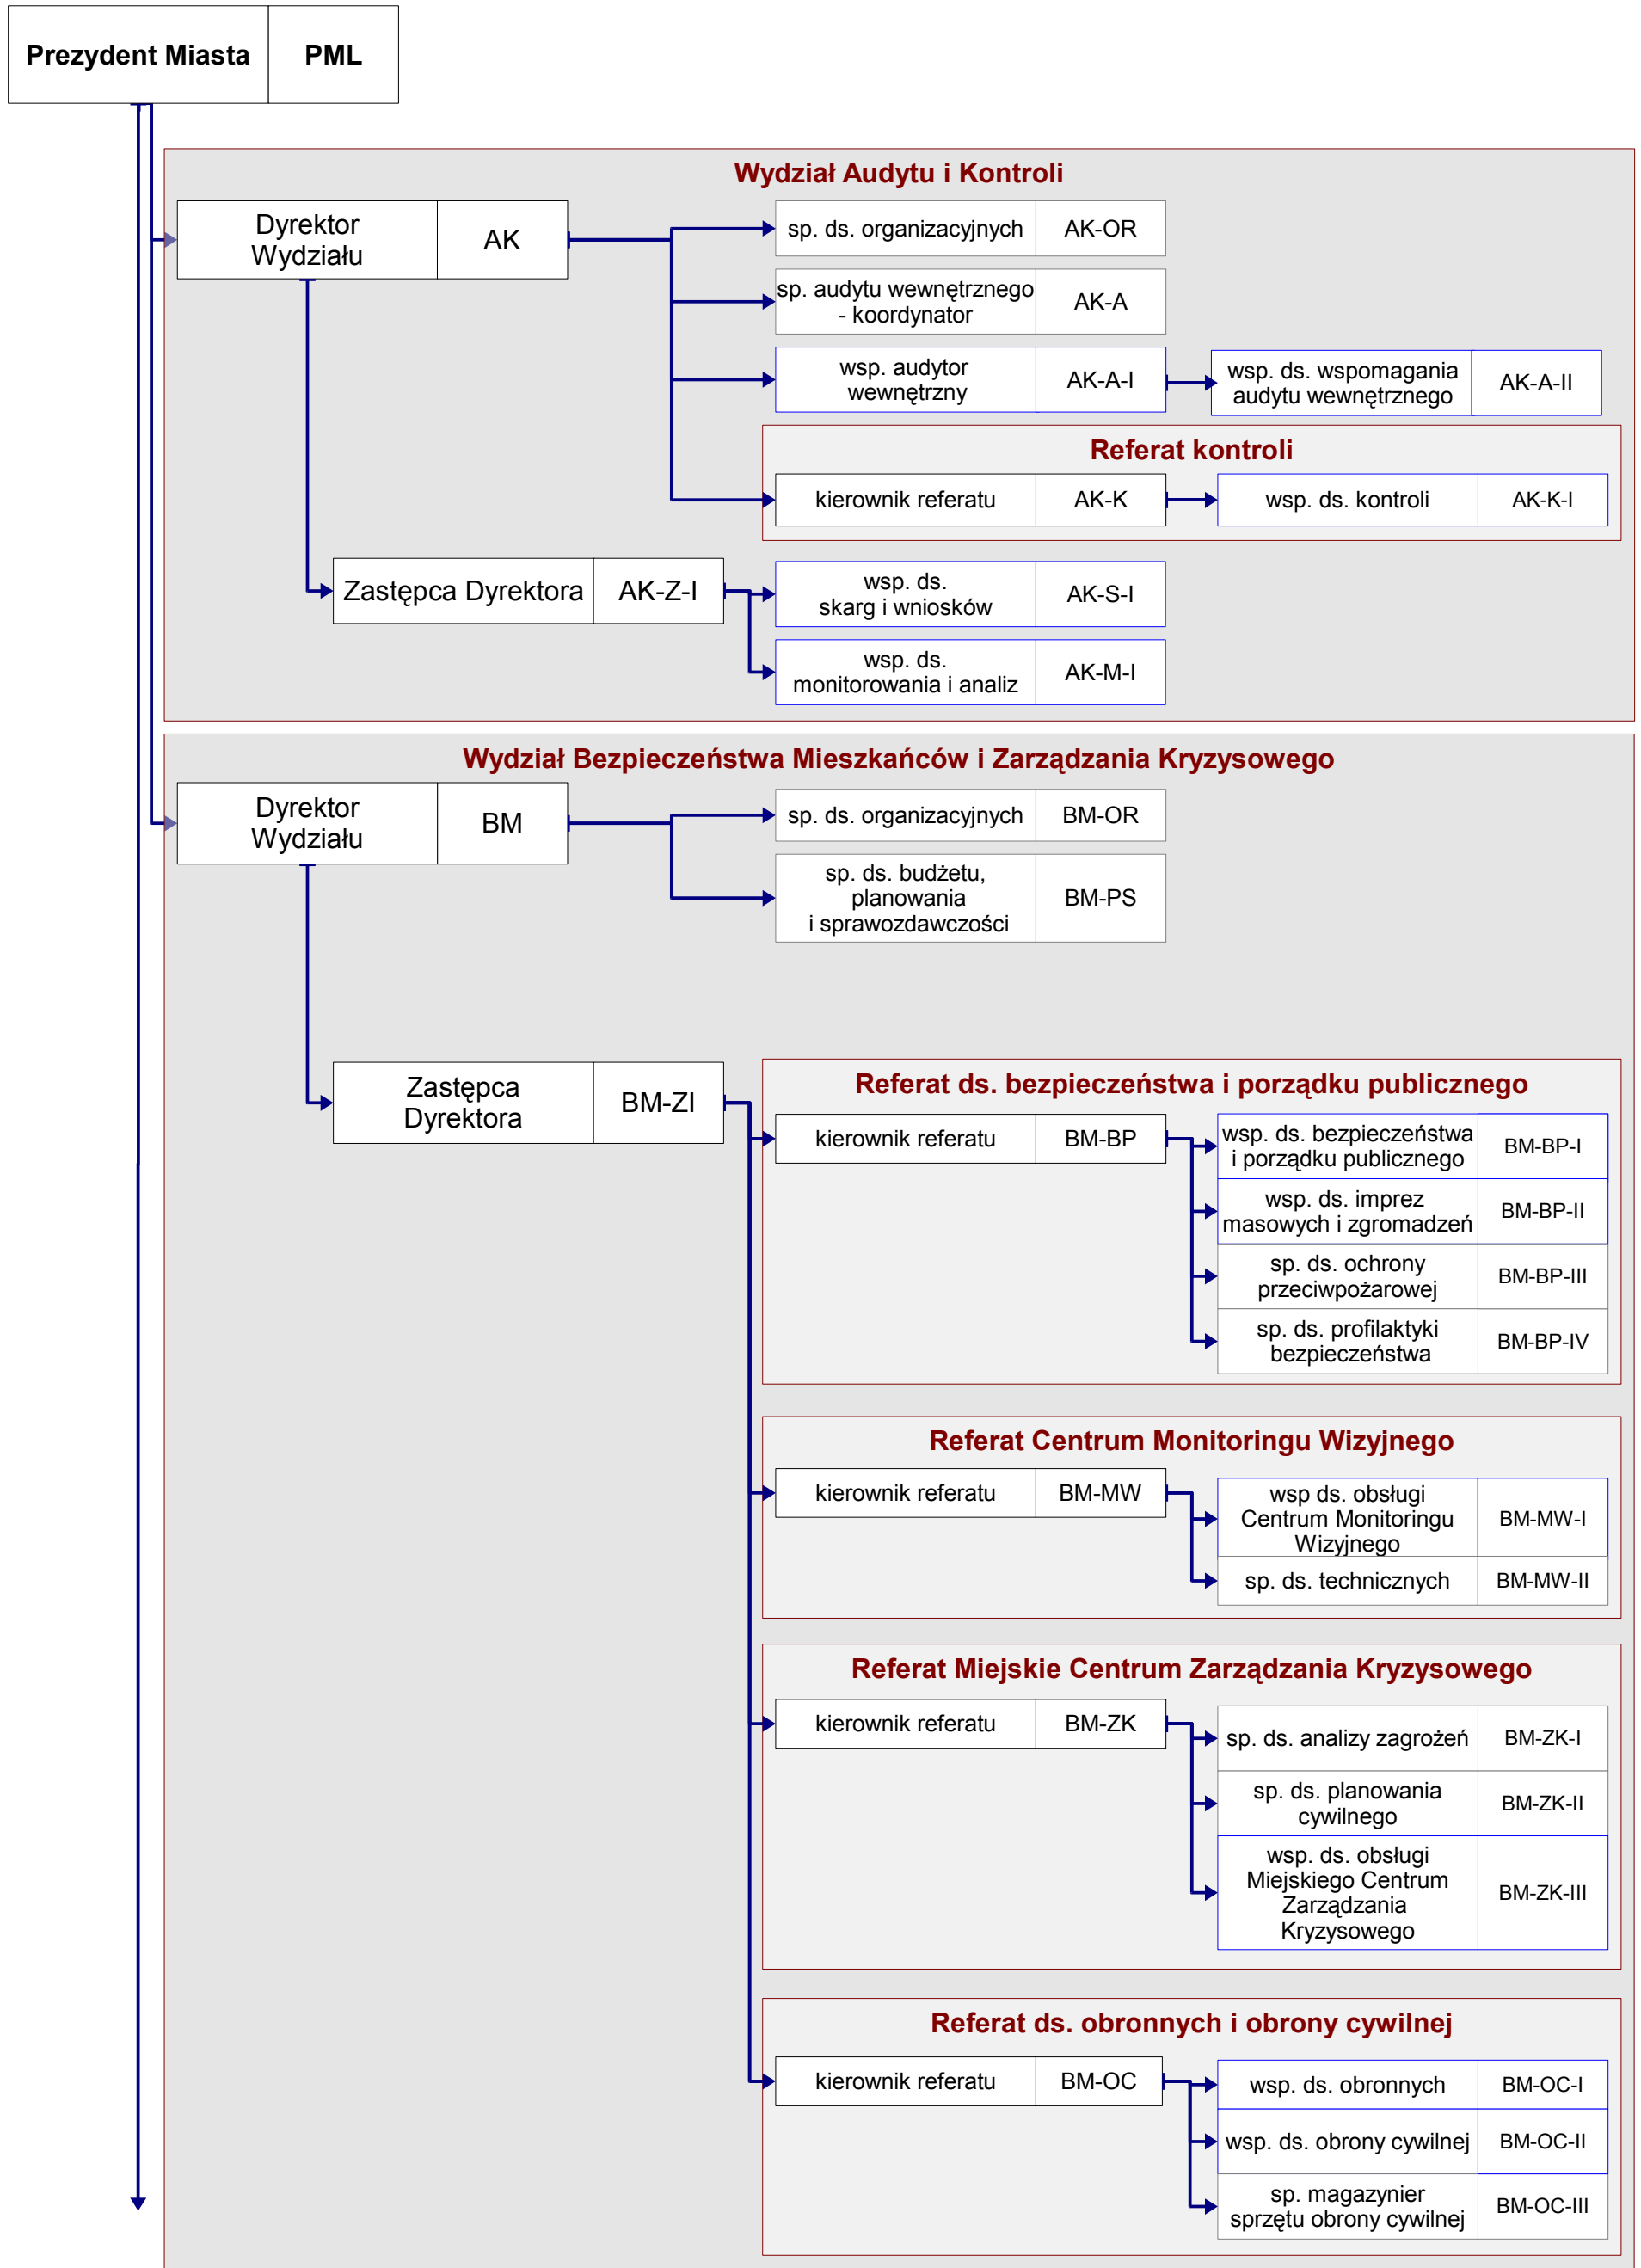 Prezydent Miasta PML
Wydział Audytu i Kontroli
Dyrektor
Wydziału
AK
sp. ds. organizacyjnych AK-OR
sp. audytu wewnętrznego
- koordynator
AK-A
wsp. audytor
wewnętrzny
AK-A-I
wsp. ds. wspomagania
audytu wewnętrznego
AK-A-II
Referat kontroli
kierownik referatu AK-K wsp. ds. kontroli AK-K-I
Zastępca Dyrektora AK-Z-I
wsp. ds.
skarg i wniosków
AK-S-I
wsp. ds.
monitorowania i analiz
AK-M-I
Wydział Bezpieczeństwa Mieszkańców i Zarządzania Kryzysowego
Dyrektor
Wydziału
BM
sp. ds. organizacyjnych BM-OR
sp. ds. budżetu,
planowania
i sprawozdawczości
BM-PS
Zastępca
Dyrektora
BM-ZI
Referat ds. bezpieczeństwa i porządku publicznego
kierownik referatu BM-BP
wsp. ds. bezpieczeństwa
i porządku publicznego
BM-BP-I
wsp. ds. imprez
masowych i zgromadzeń
BM-BP-II
sp. ds. ochrony
przeciwpożarowej
BM-BP-III
sp. ds. profilaktyki
bezpieczeństwa
BM-BP-IV
Referat Centrum Monitoringu Wizyjnego
kierownik referatu BM-MW
wsp ds. obsługi
Centrum Monitoringu
Wizyjnego
BM-MW-I
sp. ds. technicznych BM-MW-II
Referat Miejskie Centrum Zarządzania Kryzysowego
kierownik referatu BM-ZK
sp. ds. analizy zagrożeń BM-ZK-I
sp. ds. planowania
cywilnego
BM-ZK-II
wsp. ds. obsługi
Miejskiego Centrum
Zarządzania
Kryzysowego
BM-ZK-III
Referat ds. obronnych i obrony cywilnej
kierownik referatu BM-OC
wsp. ds. obronnych BM-OC-I
wsp. ds. obrony cywilnej BM-OC-II
sp. magazynier
sprzętu obrony cywilnej
BM-OC-III